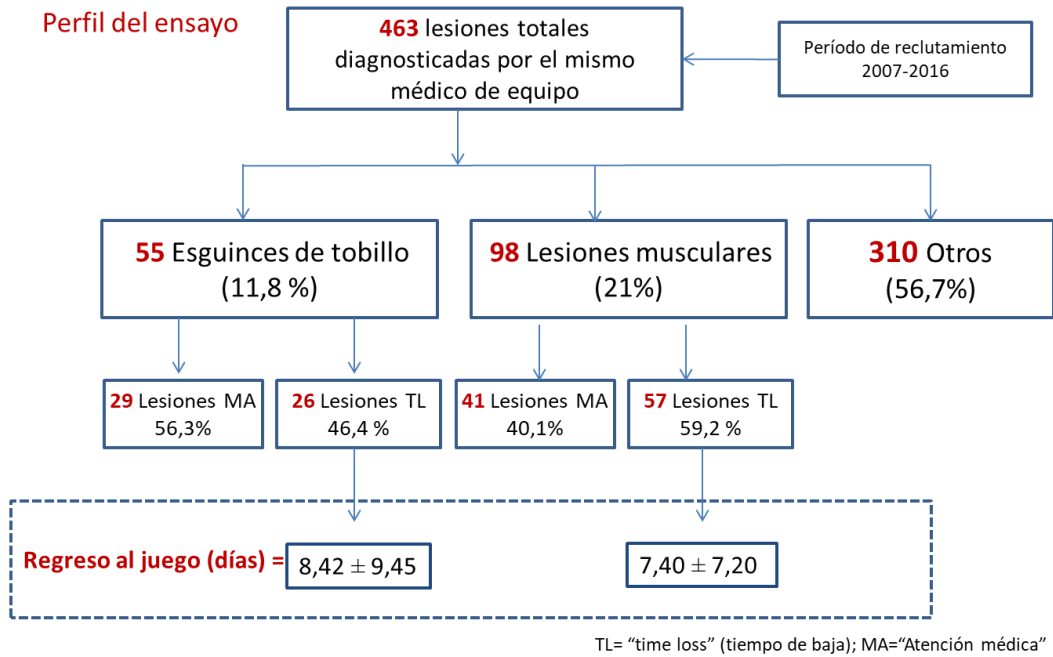 Perfil del ensayo
463 lesiones totales
diagnosticadas por el mismo
médico de equipo
Período de reclutamiento
2007-2016
55 Esguinces de tobillo
(11,8 %)
98 Lesiones musculares
(21%)
310 Otros
(56,7%)
29 Lesiones MA
56,3%
26 Lesiones TL
46,4 %
41 Lesiones MA
40,1%
57 Lesiones TL
59,2 %
Regreso al juego (días) =
8,42 ± 9,45
7,40 ± 7,20
TL= “time loss” (tiempo de baja); MA=“Atención médica”